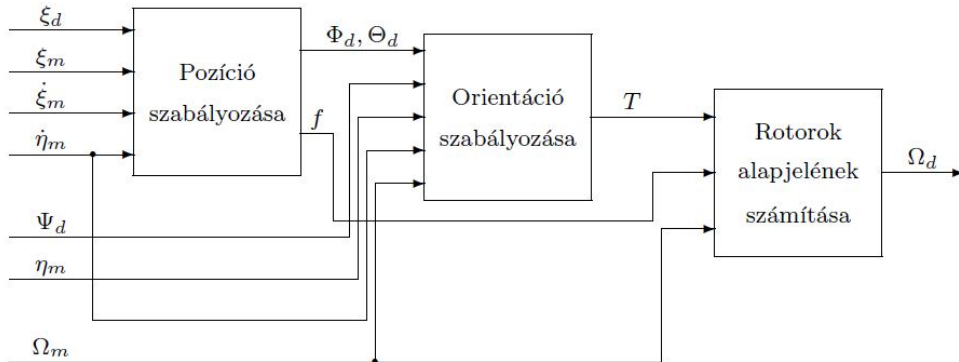 ξ_d
ξ_m
ξ̇_m
η̇_m
Ψ_d
η_m
Ω_m
Pozíció
szabályozása
Φ_d, Θ_d
f
Orientáció
szabályozása
T
Rotorok
alapjelének
számítása
Ω_d